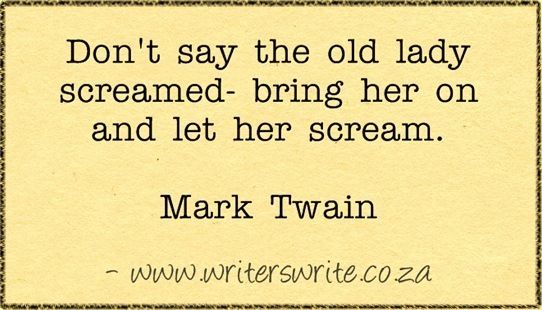 Don't say the old lady
screamed- bring her on
and let her scream.
Mark Twain
- www.writerswrite.co.za